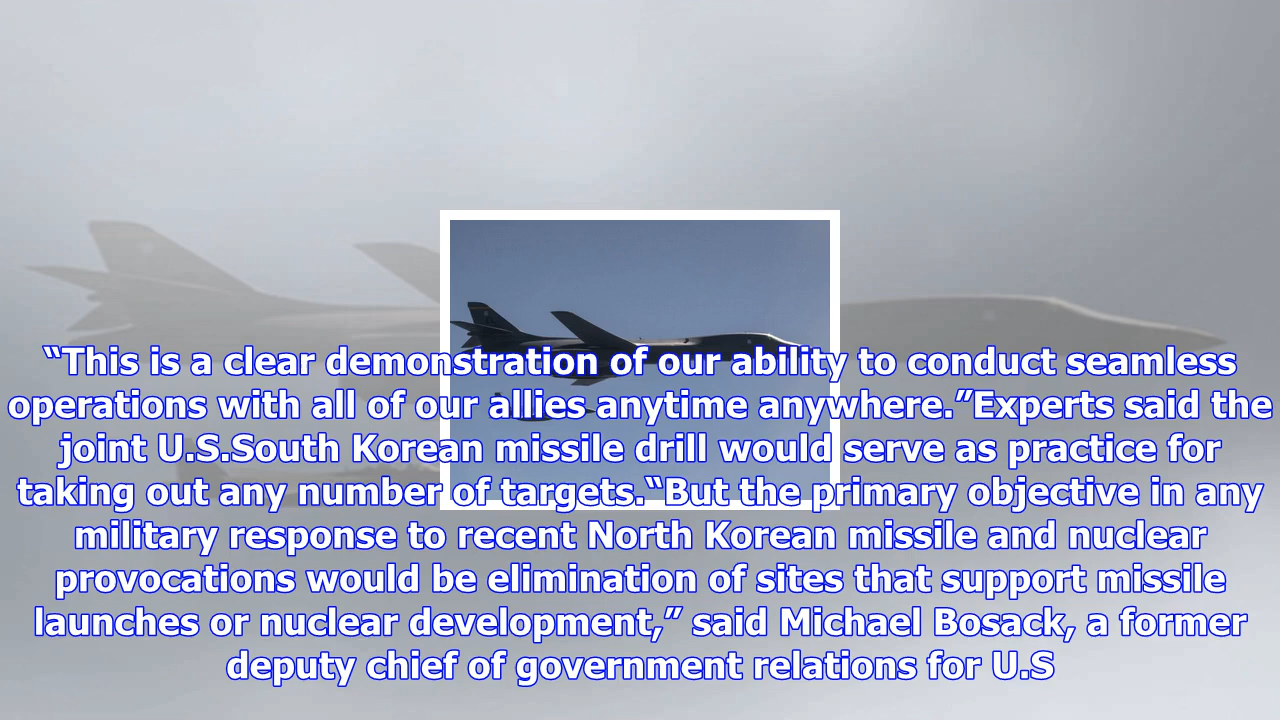 “This is a clear demonstration of our ability to conduct seamless
operations with all of our allies anytime anywhere.”Experts said the
joint U.S.South Korean missile drill would serve as practice for
taking out any number of targets.“But the primary objective in any
military response to recent North Korean missile and nuclear
provocations would be elimination of sites that support missile
launches or nuclear development,” said Michael Bosack, a former
deputy chief of government relations for U.S